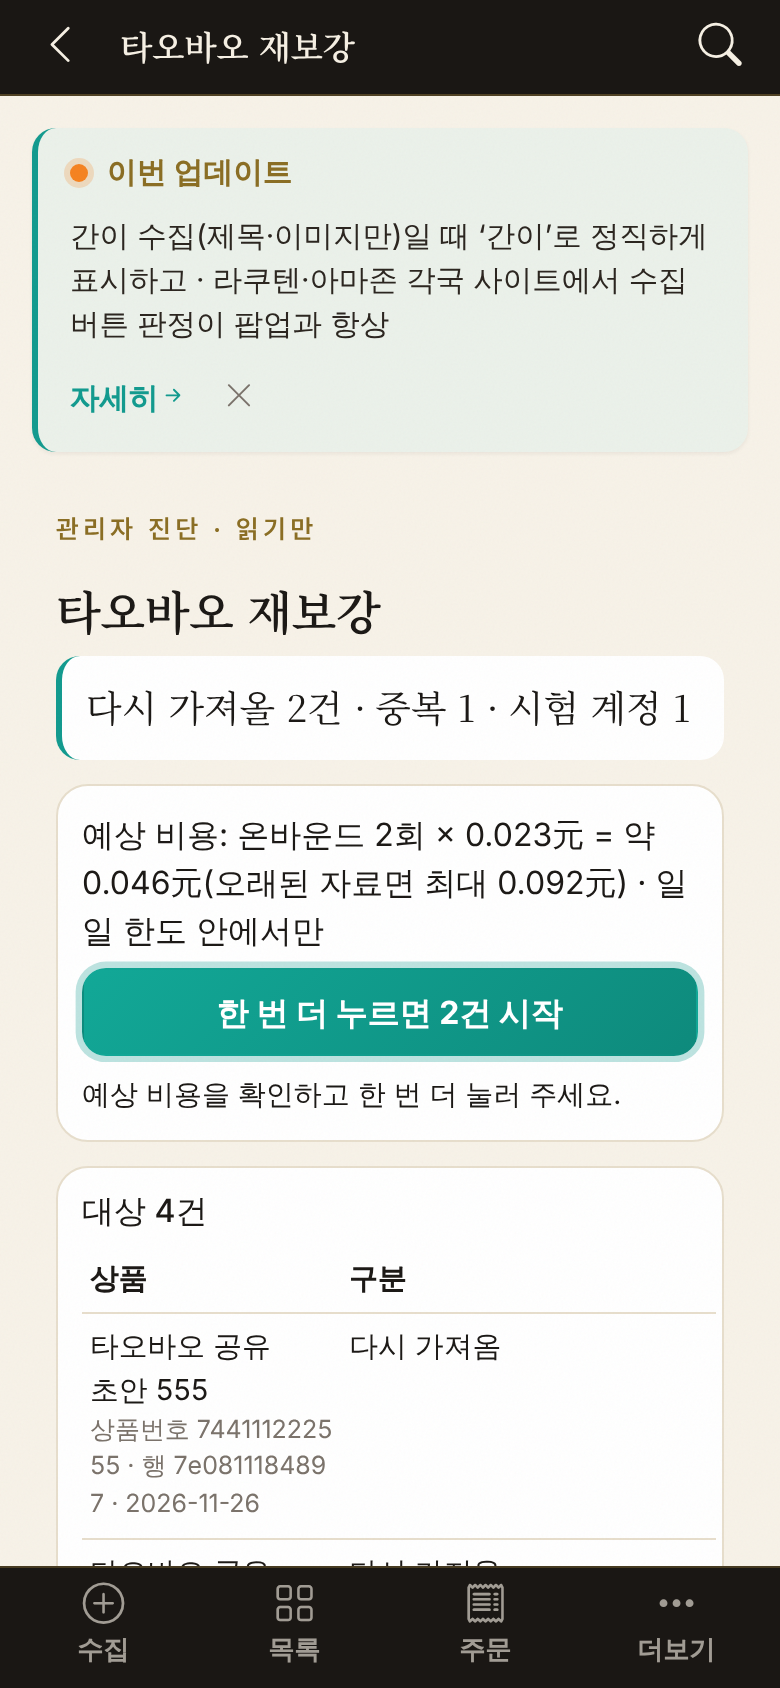 타오바오 재보강
이번 업데이트
간이 수집(제목·이미지만)일 때 ‘간이’로 정직하게
표시하고 · 라쿠텐·아마존 각국 사이트에서 수집
버튼 판정이 팝업과 항상
자세히 →
관리자 진단 · 읽기만
타오바오 재보강
다시 가져올 2건 · 중복 1 · 시험 계정 1
예상 비용: 온바운드 2회 × 0.023元 = 약
0.046元(오래된 자료면 최대 0.092元) · 일
일 한도 안에서만
한 번 더 누르면 2건 시작
예상 비용을 확인하고 한 번 더 눌러 주세요.
대상 4건
상품 구분
타오바오 공유 다시 가져옴
초안 555
상품번호 7441112225
55 · 행 7e081118489
7 · 2026-11-26
수집 목록 주문 더보기